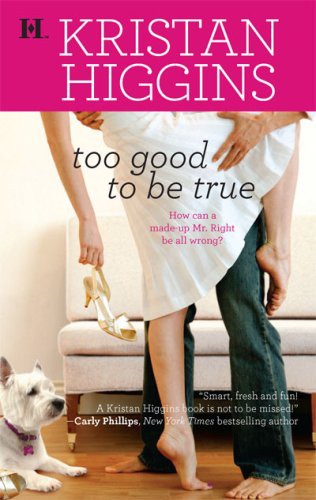 H
KRISTAN
HIGGINS
too good
to be true
How can a
made-up Mr. Right
be all wrong?
"Smart, fresh and fun!
A Kristan Higgins book is not to be missed!"
—Carly Phillips, New York Times bestselling author